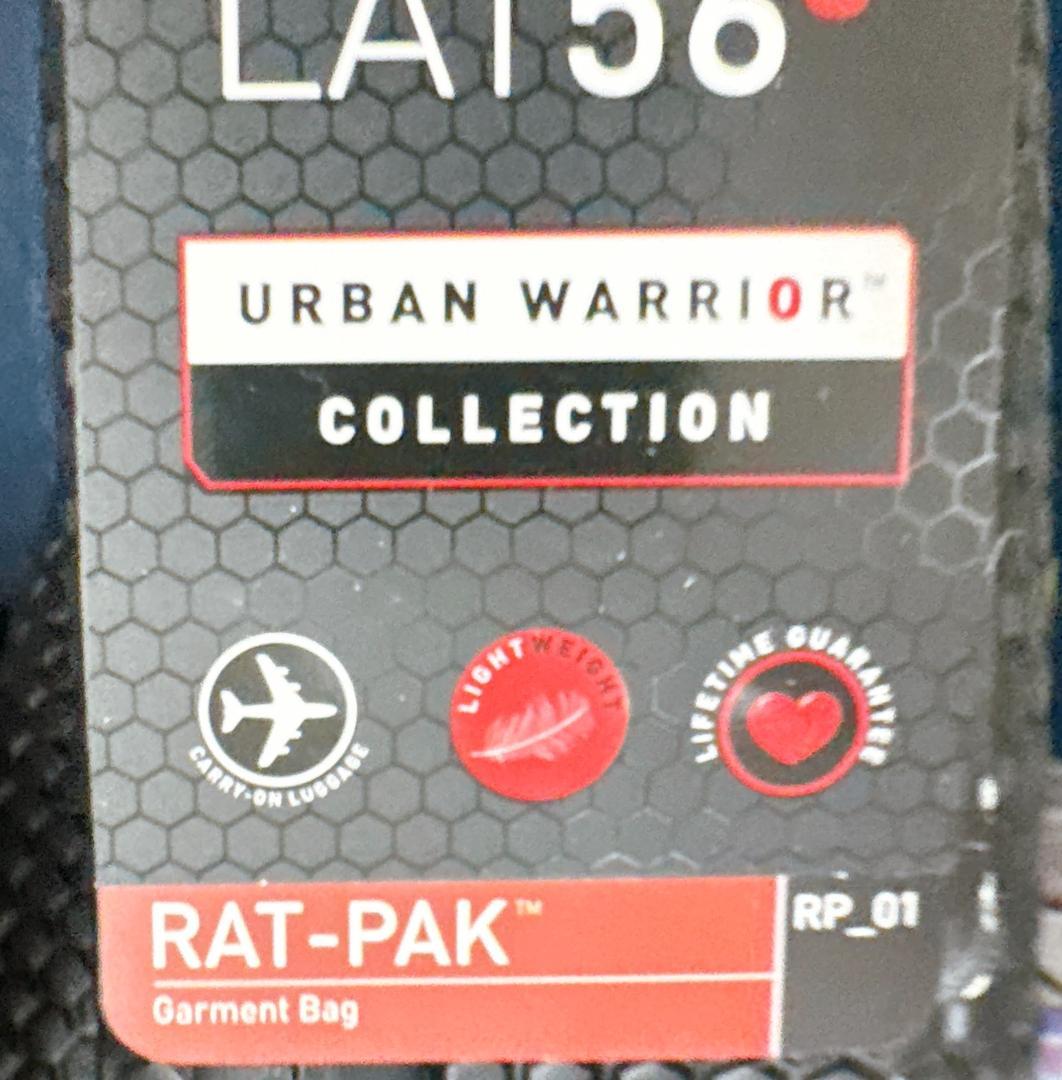 LAT56
URBAN WARRIOR™
COLLECTION
CARRY-ON LUGGAGE
LIGHTWEIGHT
LIFETIME GUARANTEE
RAT-PAK™
RP_01
Garment Bag